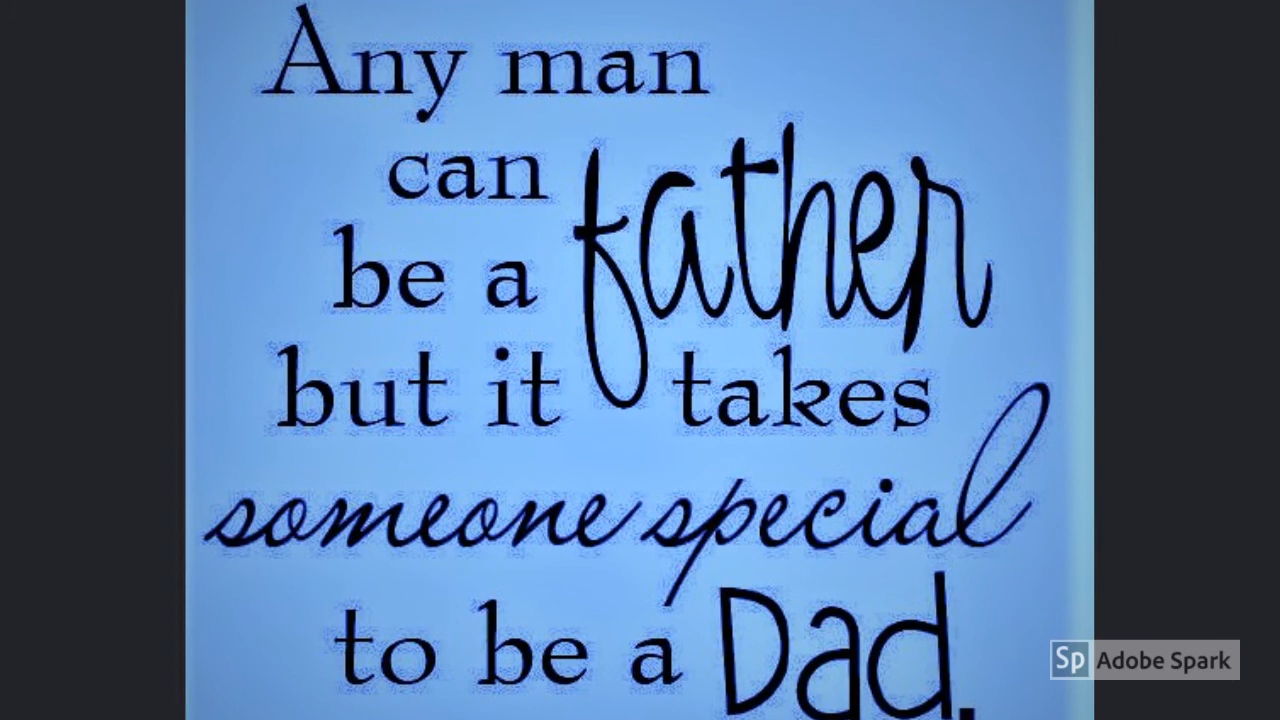 Any man
can father
be a
but it takes
someone special
to be a Dad.
Sp Adobe Spark